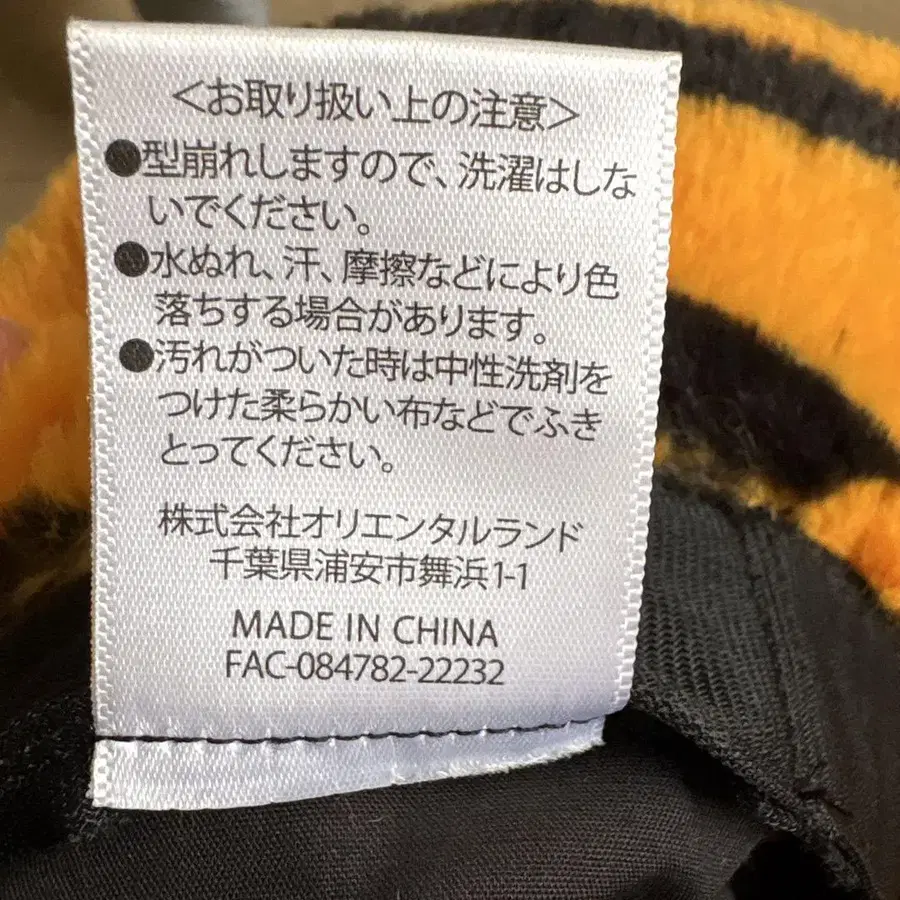 <お取り扱い上の注意>
●型崩れしますので、洗濯はしな
いでください。
●水ぬれ、汗、摩擦などにより色
落ちする場合があります。
●汚れがついた時は中性洗剤を
つけた柔らかい布などでふき
とってください。
株式会社オリエンタルランド
千葉県浦安市舞浜1-1
MADE IN CHINA
FAC-084782-22232